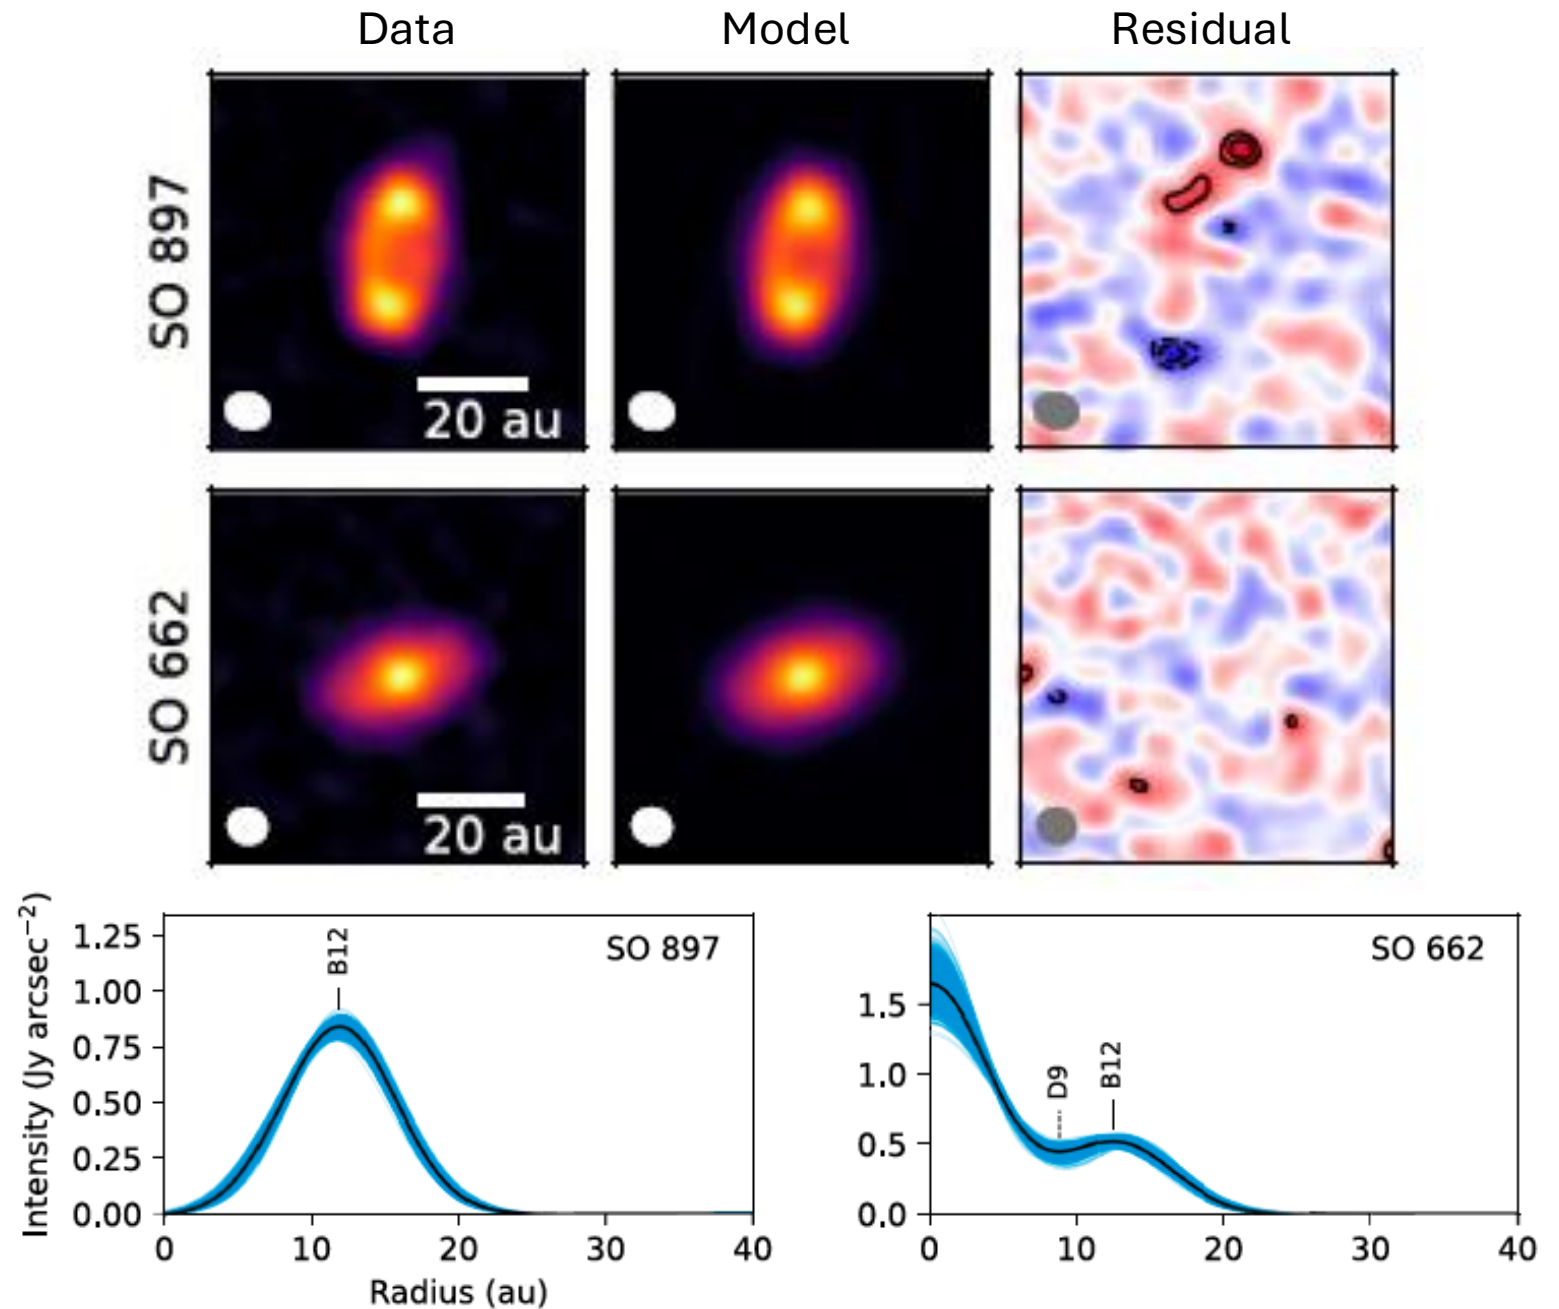 Data Model Residual
SO 897
20 au
SO 662
20 au
Intensity (Jy arcsec⁻²)
1.25
1.00
0.75
0.50
0.25
0.00
B12
SO 897
0 10 20 30 40
Radius (au)
1.5
1.0
0.5
0.0
D9
B12
SO 662
0 10 20 30 40